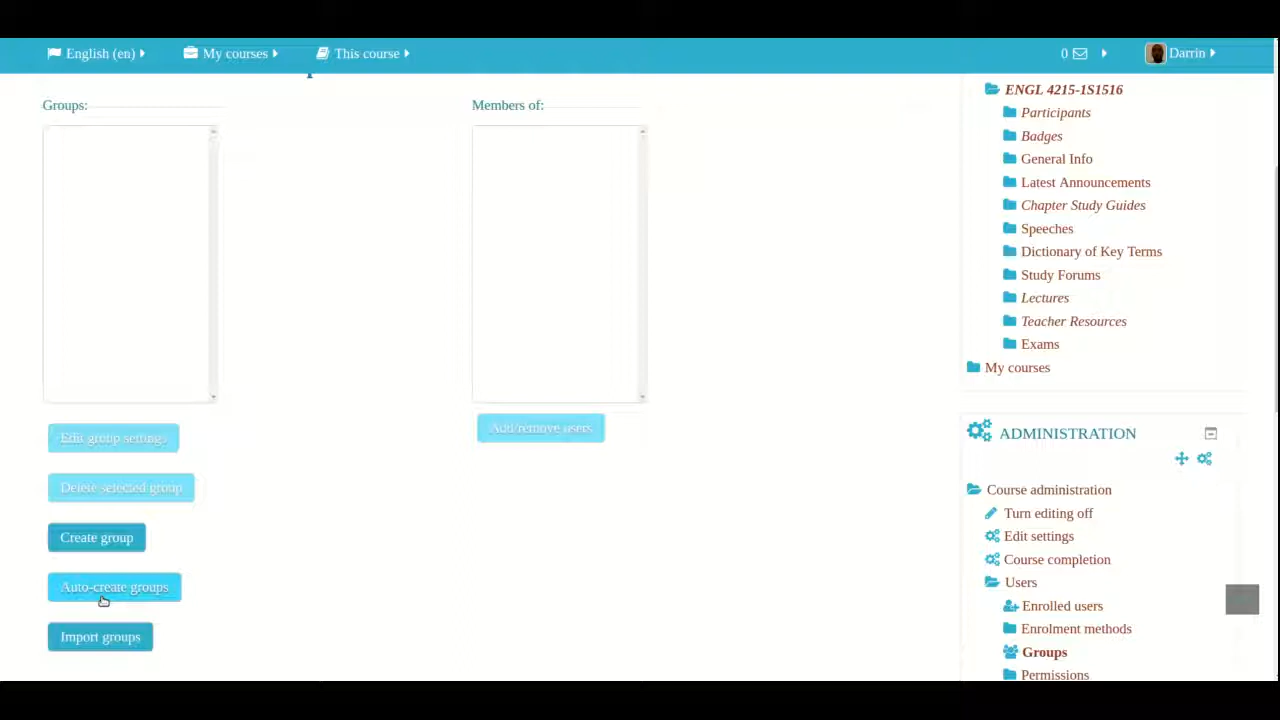 English (en) My courses This course 0 Darrin
Groups:
Members of:
Edit group settings
Add/remove users
Delete selected group
Create group
Auto-create groups
Import groups
ENGL 4215-1S1516
Participants
Badges
General Info
Latest Announcements
Chapter Study Guides
Speeches
Dictionary of Key Terms
Study Forums
Lectures
Teacher Resources
Exams
My courses
ADMINISTRATION
Course administration
Turn editing off
Edit settings
Course completion
Users
Enrolled users
Enrolment methods
Groups
Permissions